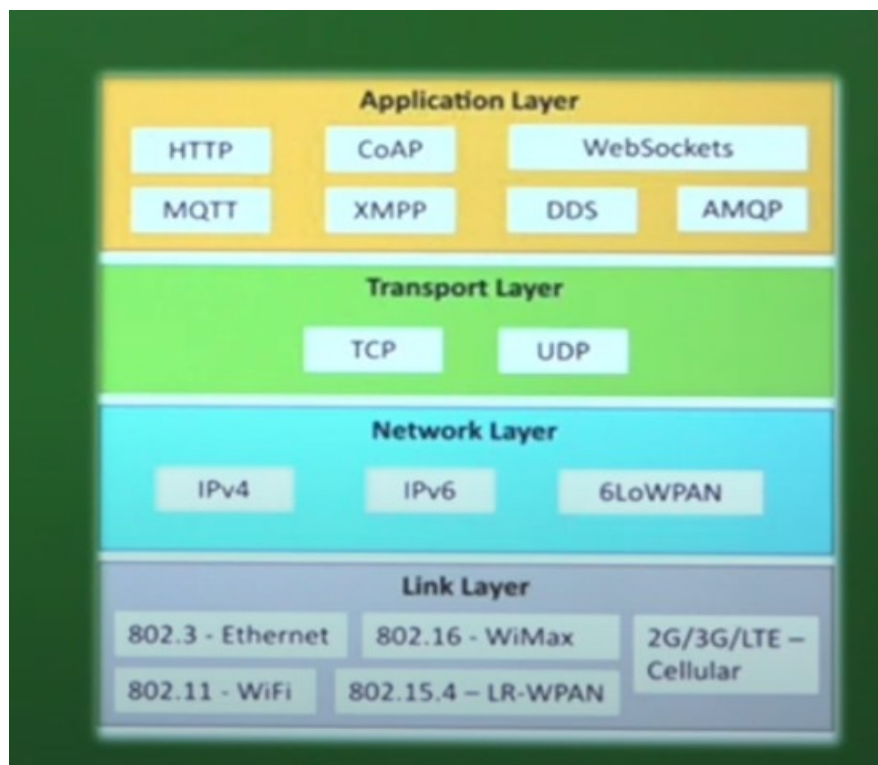 Application Layer
HTTP CoAP WebSockets
MQTT XMPP DDS AMQP
Transport Layer
TCP UDP
Network Layer
IPv4 IPv6 6LoWPAN
Link Layer
802.3 - Ethernet 802.16 - WiMax 2G/3G/LTE –
Cellular
802.11 - WiFi 802.15.4 – LR-WPAN